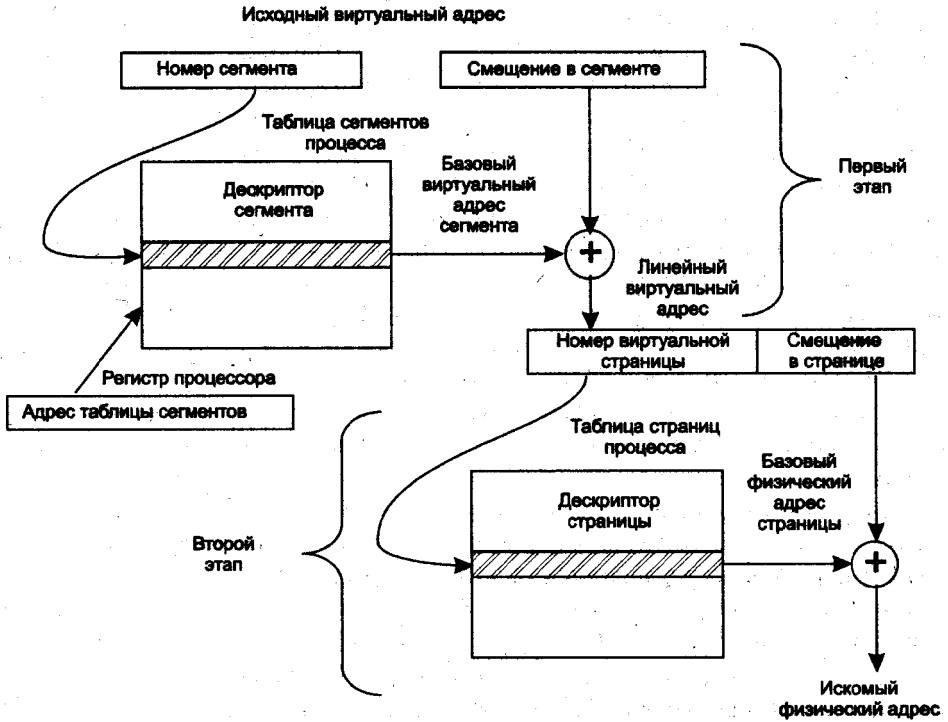 Исходный виртуальный адрес
Номер сегмента
Смещение в сегменте
Таблица сегментов
процесса
Дескриптор
сегмента
Базовый
виртуальный
адрес
сегмента
Первый
этап
+
Линейный
виртуальный
адрес
Номер виртуальной
страницы
Смещение
в странице
Регистр процессора
Адрес таблицы сегментов
Таблица страниц
процесса
Дескриптор
страницы
Базовый
физический
адрес
страницы
Второй
этап
+
Искомый
физический адрес